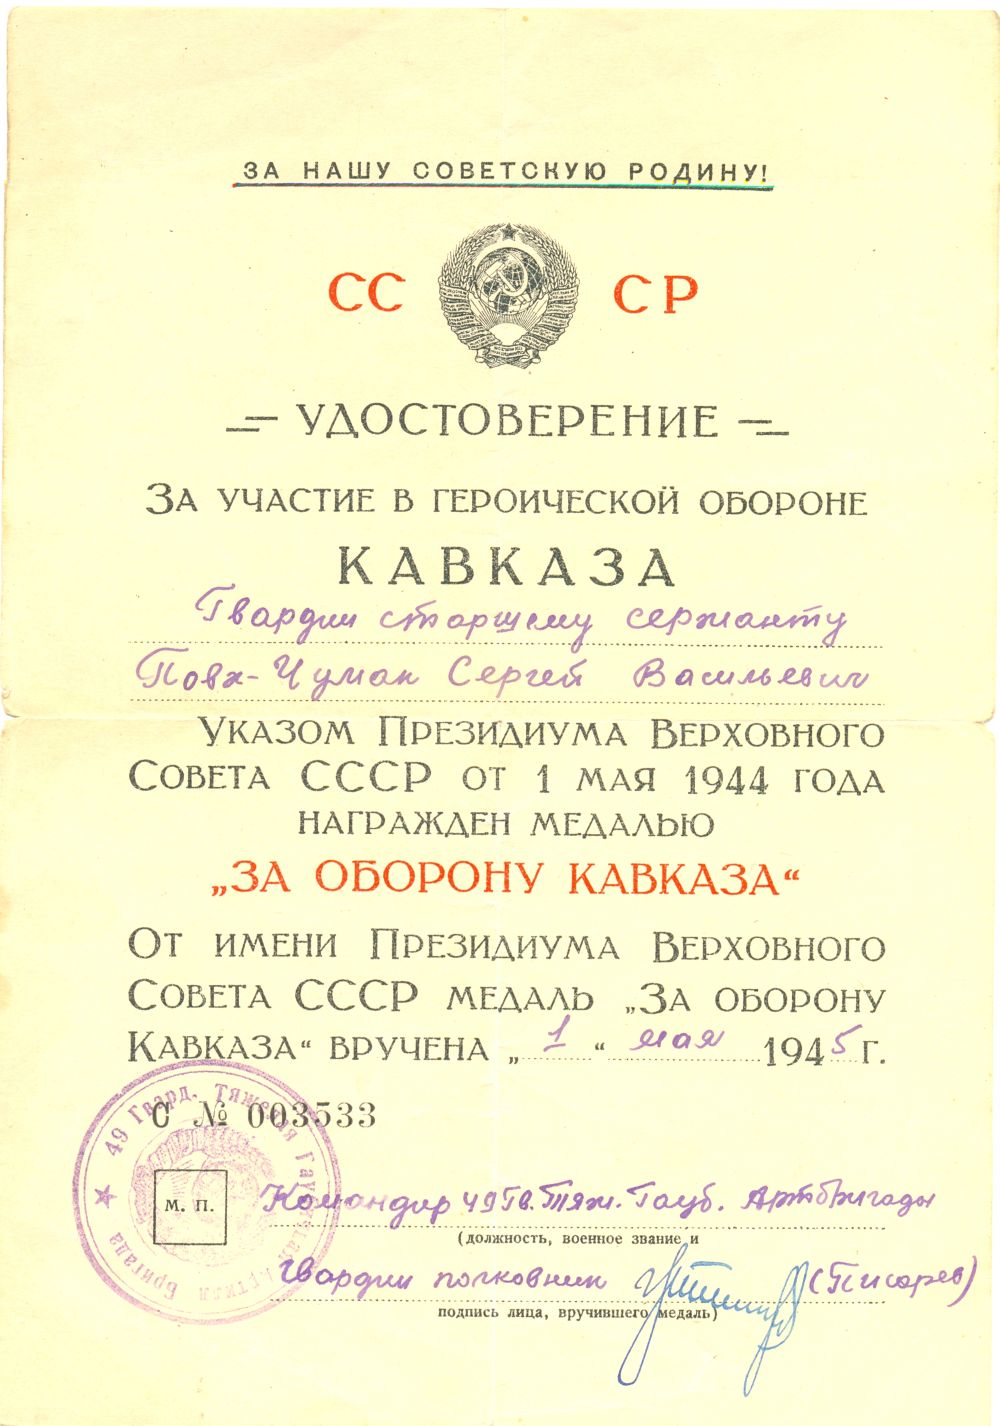 ЗА НАШУ СОВЕТСКУЮ РОДИНУ!
СС СР
УДОСТОВЕРЕНИЕ
ЗА УЧАСТИЕ В ГЕРОИЧЕСКОЙ ОБОРОНЕ
КАВКАЗА
Гвардии старшему сержанту
Повх-Чумак Сергей Васильевич
УКАЗОМ ПРЕЗИДИУМА ВЕРХОВНОГО
СОВЕТА СССР ОТ 1 МАЯ 1944 ГОДА
НАГРАЖДЕН МЕДАЛЬЮ
„ЗА ОБОРОНУ КАВКАЗА“
ОТ ИМЕНИ ПРЕЗИДИУМА ВЕРХОВНОГО
СОВЕТА СССР МЕДАЛЬ „ЗА ОБОРОНУ
КАВКАЗА“ ВРУЧЕНА „1“ мая 1945 Г.
49 Гвард. Тяжелая Гаубичная Артил Бригада
С № 003533
М. П.
Командир 49 Гв. Тяж. Гауб. Артбригады
(должность, военное звание и
Гвардии полковник (Писарев)
подпись лица, вручившего медаль)